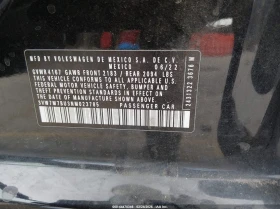 MFD. BY VOLKSWAGEN DE MEXICO S.A. DE C.V.
MEXICO 06/22
GVWR4167 GAWR FRONT 2183 / REAR 2094 LBS
THIS VEHICLE CONFORMS TO ALL APPLICABLE
FEDERAL MOTOR VEHICLE SAFETY, BUMPER AND
THEFT PREVENTION STANDARDS IN EFFECT ON
THE DATE OF MANUFACTURE SHOWN ABOVE
PASSENGER CAR